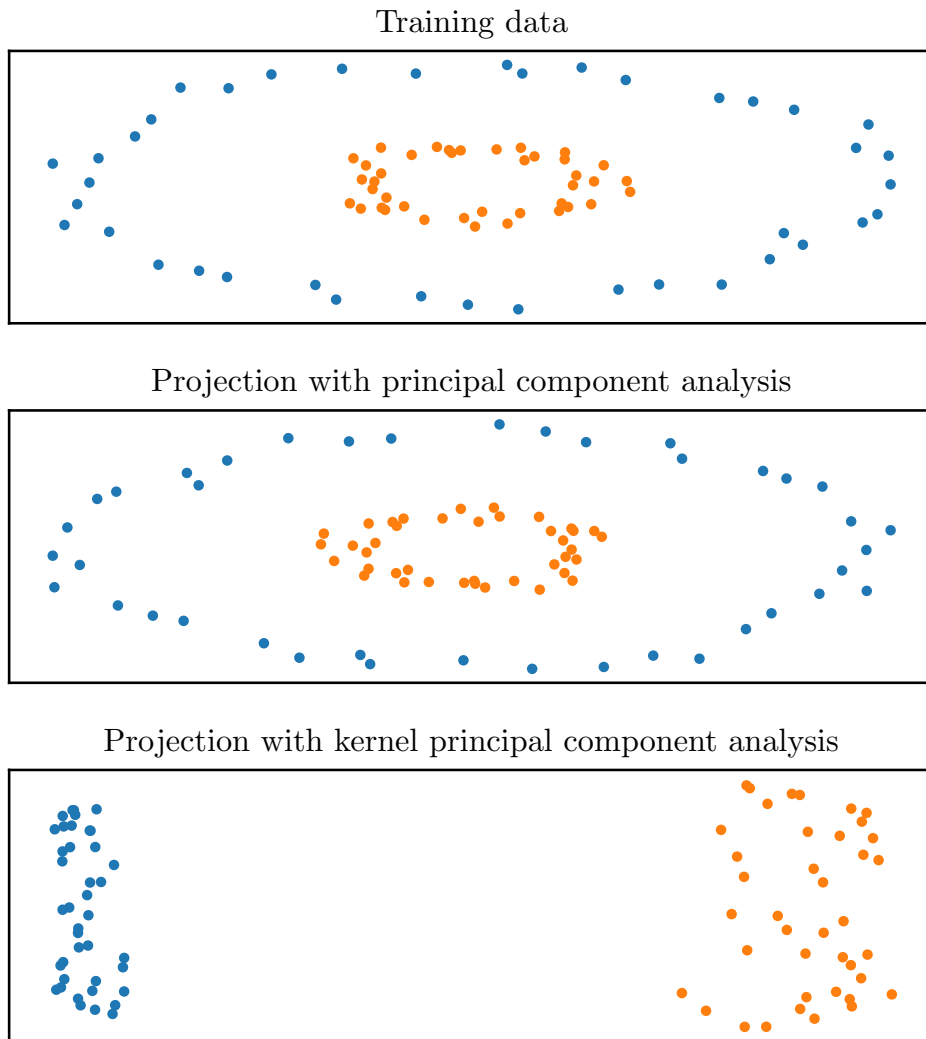 Training data
Projection with principal component analysis
Projection with kernel principal component analysis